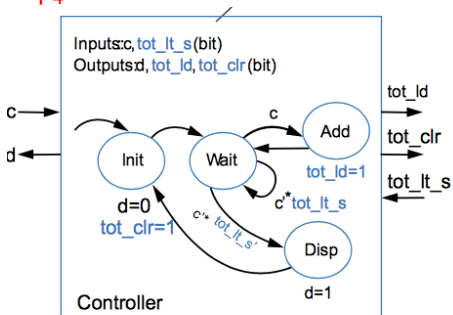 Inputs:c, tot_lt_s (bit)
Outputs:d, tot_ld, tot_clr (bit)
tot_ld
c
c
Add
tot_clr
d
Init
Wait
tot_ld=1
tot_lt_s
c'*tot_lt_s
d=0
c'* tot_lt_s'
tot_clr=1
Disp
d=1
Controller